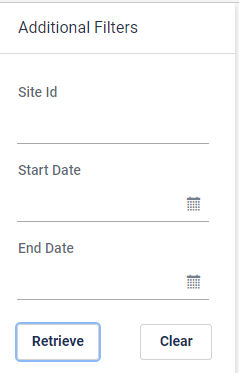 Additional Filters
Site Id
Start Date
End Date
Retrieve Clear